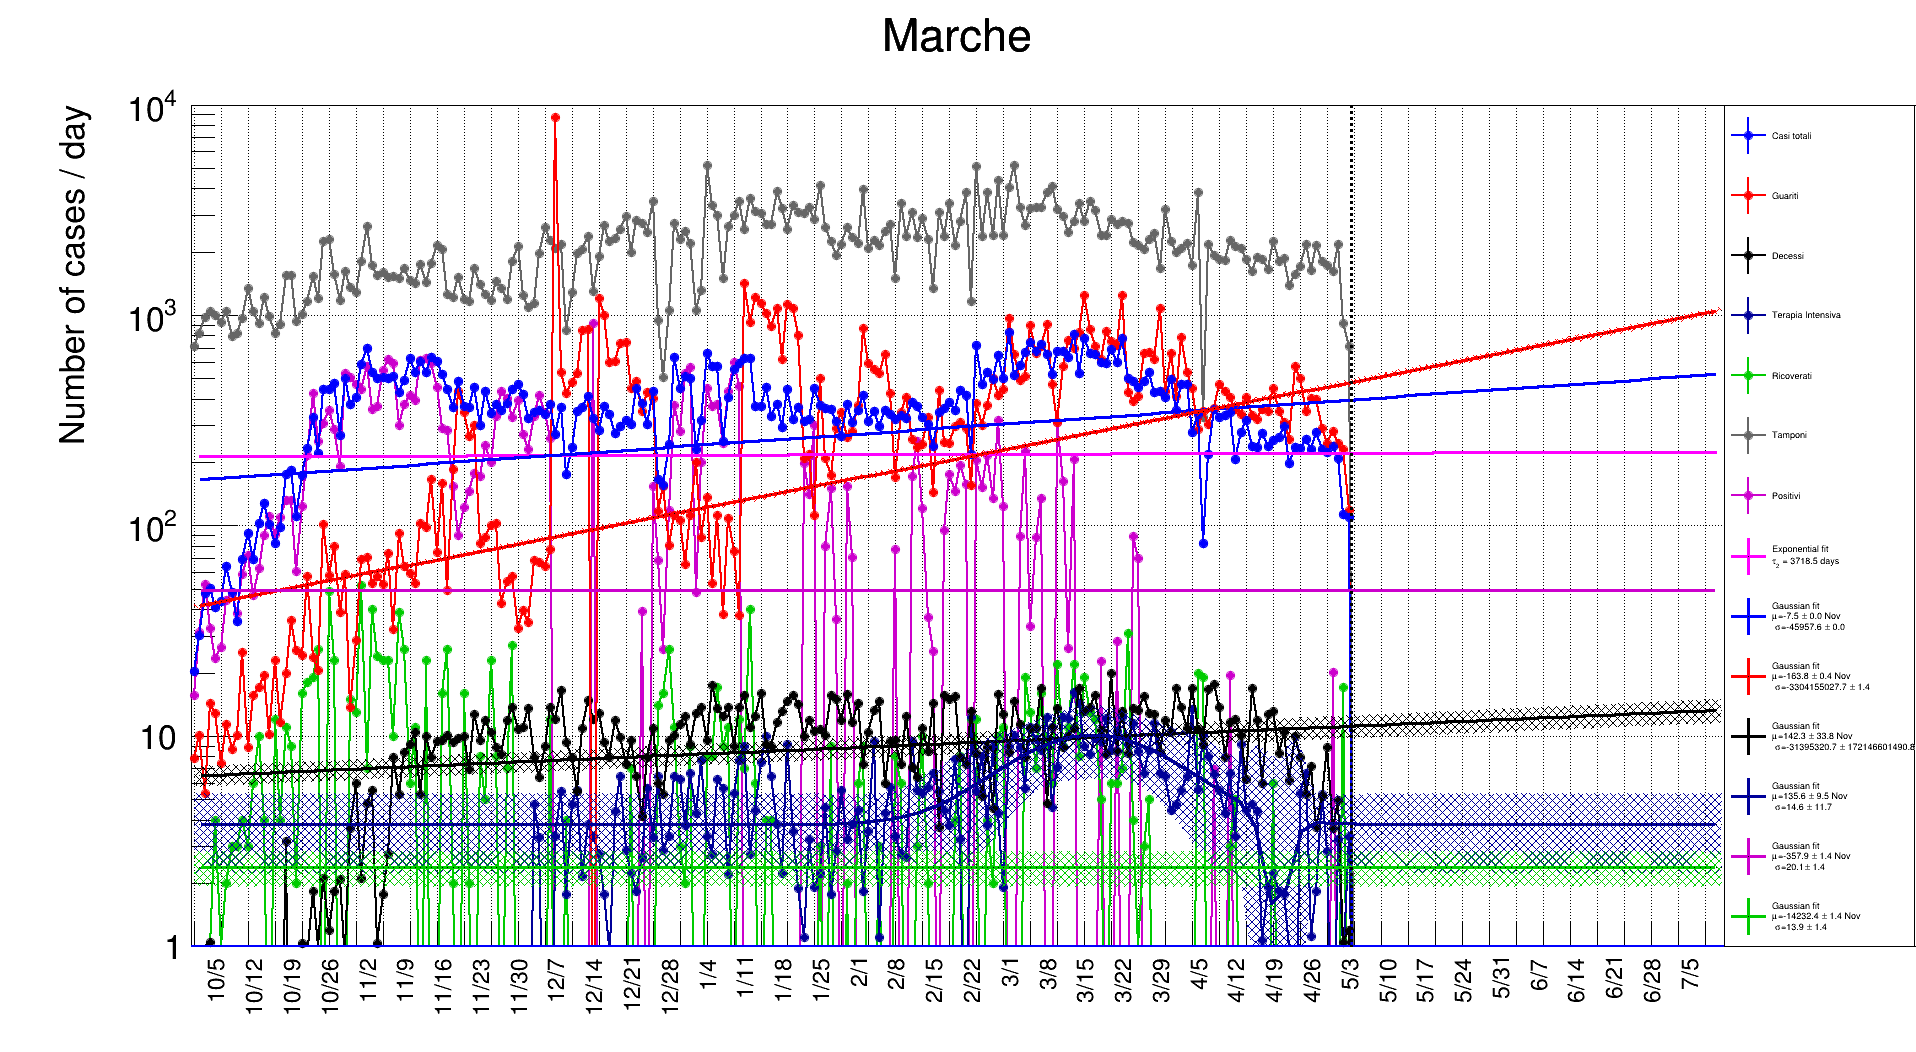 Marche
Number of cases / day
10^4
10^3
10^2
10
1
10/5
10/12
10/19
10/26
11/2
11/9
11/16
11/23
11/30
12/7
12/14
12/21
12/28
1/4
1/11
1/18
1/25
2/1
2/8
2/15
2/22
3/1
3/8
3/15
3/22
3/29
4/5
4/12
4/19
4/26
5/3
5/10
5/17
5/24
5/31
6/7
6/14
6/21
6/28
7/5
Casi totali
Guariti
Decessi
Terapia Intensiva
Ricoverati
Tamponi
Positivi
Exponential fit
τ2 = 3718.5 days
Gaussian fit
μ=-7.5 ± 0.0 Nov
σ=-45957.6 ± 0.0
Gaussian fit
μ=-163.8 ± 0.4 Nov
σ=-3304155027.7 ± 1.4
Gaussian fit
μ=142.3 ± 33.8 Nov
σ=-31395320.7 ± 172146601490.8
Gaussian fit
μ=135.6 ± 9.5 Nov
σ=14.6 ± 11.7
Gaussian fit
μ=-357.9 ± 1.4 Nov
σ=-20.1 ± 1.4
Gaussian fit
μ=-14232.4 ± 1.4 Nov
σ=13.9 ± 1.4